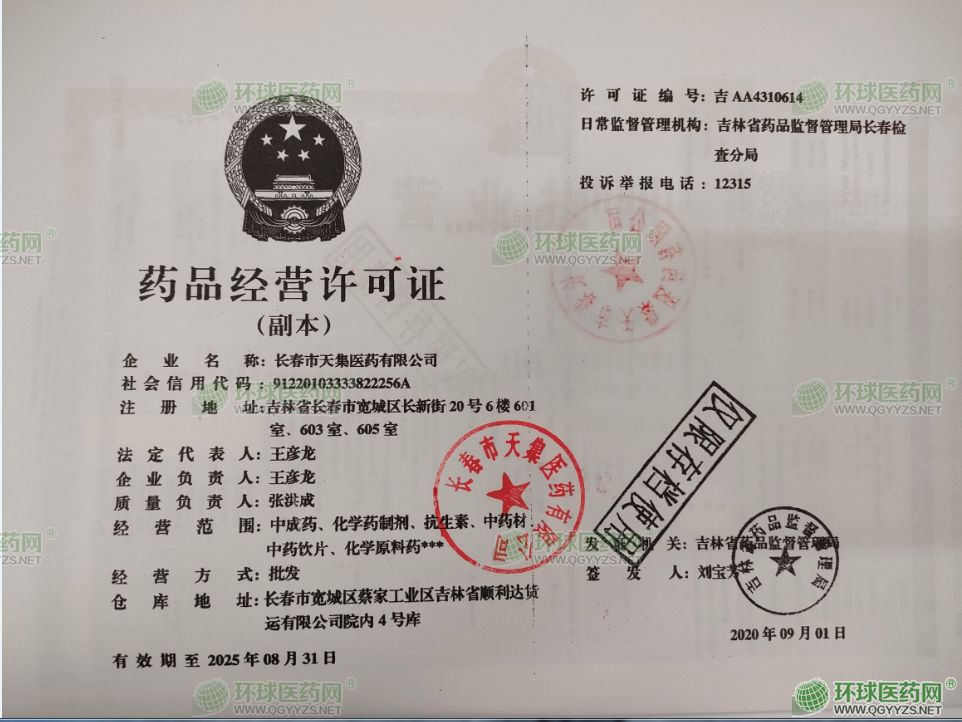 许可证编号：吉AA4310614
日常监督管理机构：吉林省药品监督管理局长春检
查分局
投诉举报电话：12315
药品经营许可证
（副本）
企业名称：长春市天集医药有限公司
社会信用代码：91220103333822256A
注册地址：吉林省长春市宽城区长新街20号6楼601
室、603室、605室
法定代表人：王彦龙
企业负责人：王彦龙
质量负责人：张洪成
经营范围：中成药、化学药制剂、抗生素、中药材、
中药饮片、化学原料药***
经营方式：批发
仓库地址：长春市宽城区蔡家工业区吉林省顺利达货
运有限公司院内4号库
有效期至2025年08月31日
长春市天集医药有限公司
仅限存档使用
发证机关：吉林省药品监督管理局
签发人：刘宝芳
吉林省药品监督管理局
2020年09月01日
环球医药网®
WWW.QGYYZS.NET